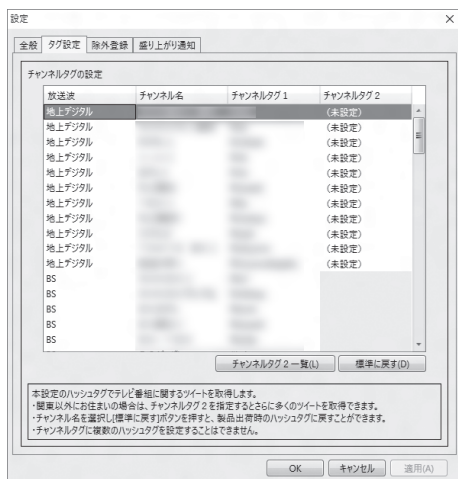 設定
全般 タグ設定 除外登録 盛り上がり通知
チャンネルタグの設定
放送波 チャンネル名 チャンネルタグ1 チャンネルタグ2
地上デジタル (未設定)
地上デジタル (未設定)
地上デジタル (未設定)
地上デジタル (未設定)
地上デジタル (未設定)
地上デジタル (未設定)
地上デジタル (未設定)
地上デジタル (未設定)
地上デジタル (未設定)
地上デジタル (未設定)
地上デジタル (未設定)
BS
BS
BS
BS
BS
チャンネルタグ2一覧(L) 標準に戻す(D)
本設定のハッシュタグでテレビ番組に関するツイートを取得します。
・関東以外にお住まいの場合は、チャンネルタグ2を指定するとさらに多くのツイートを取得できます。
・チャンネル名を選択し[標準に戻す]ボタンを押すと、製品出荷時のハッシュタグに戻すことができます。
・チャンネルタグに複数のハッシュタグを設定することはできません。
OK キャンセル 適用(A)